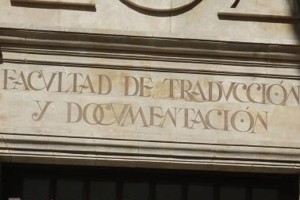 FACVLTAD DE TRADVCCIÓN
Y DOCVMENTACIÓN